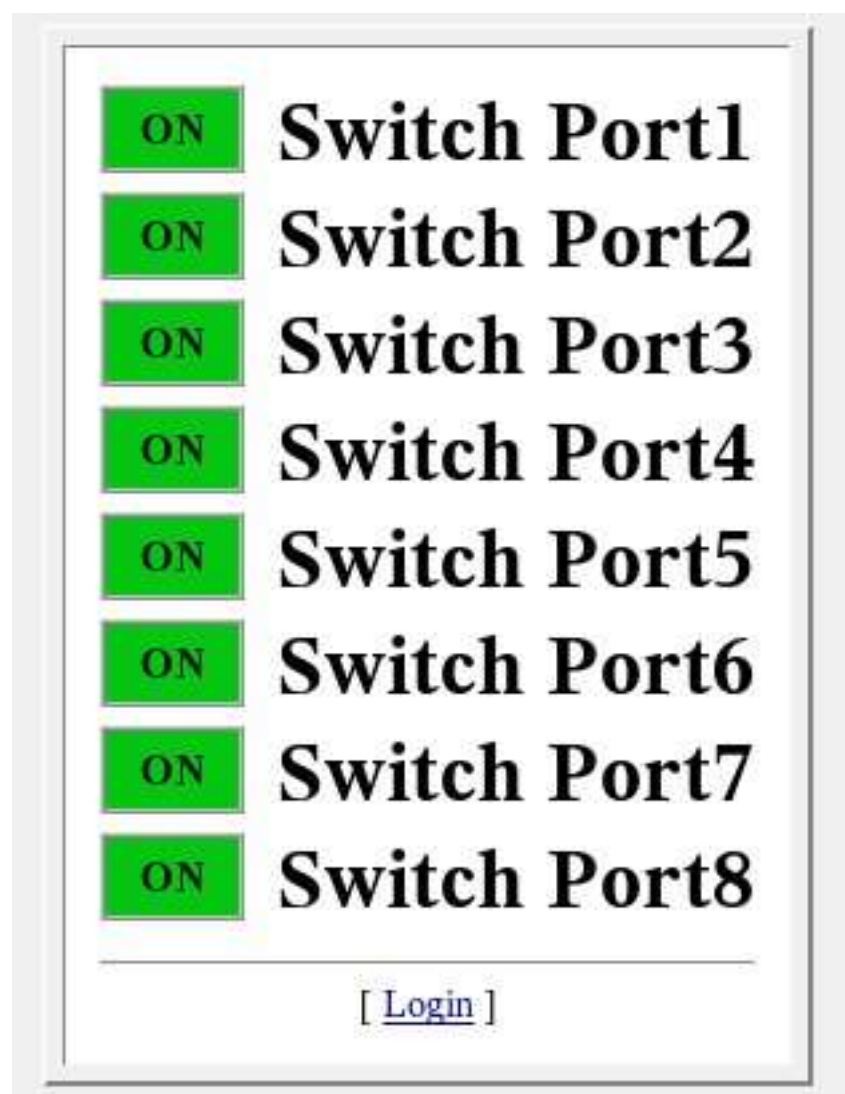 ON Switch Port1
ON Switch Port2
ON Switch Port3
ON Switch Port4
ON Switch Port5
ON Switch Port6
ON Switch Port7
ON Switch Port8
[ Login ]